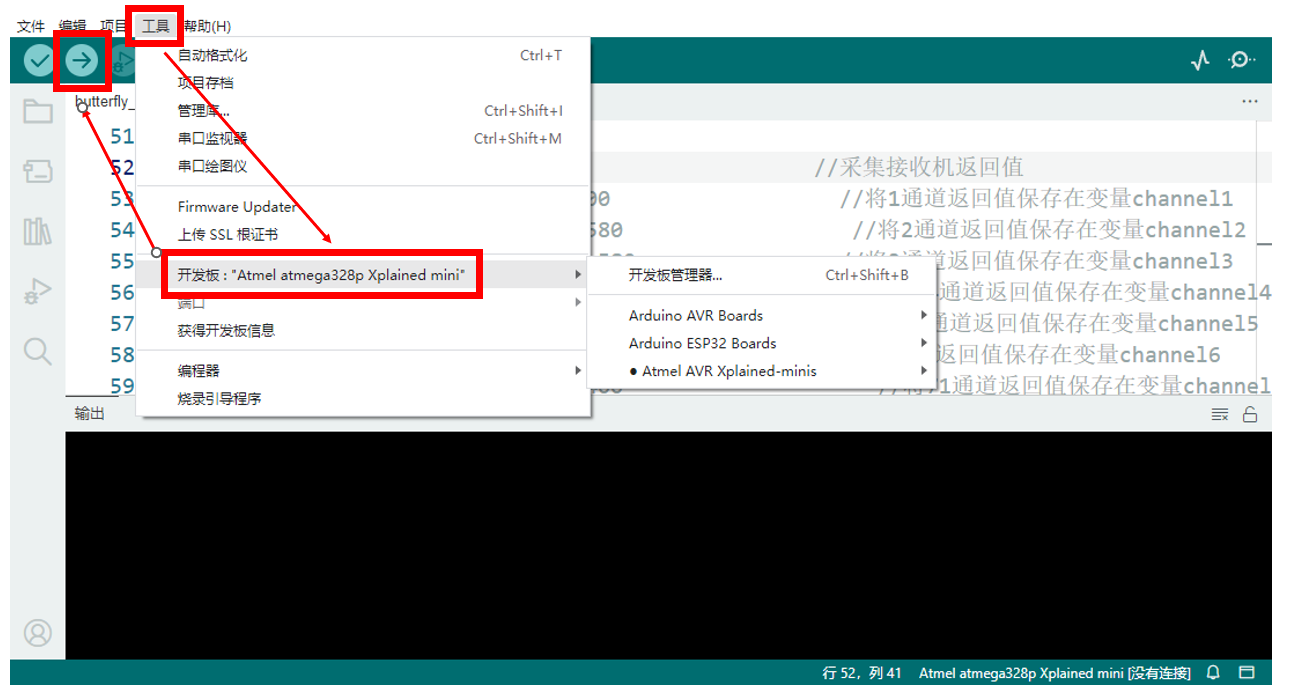 文件 编辑 项目 工具 帮助(H)
自动格式化 Ctrl+T
项目存档
butterfly_
管理库... Ctrl+Shift+I
51
串口监视器 Ctrl+Shift+M
52 //采集接收机返回值
串口绘图仪
53 //将1通道返回值保存在变量channel1
Firmware Updater
54 580 //将2通道返回值保存在变量channel2
上传 SSL 根证书
55 通道返回值保存在变量channel3
开发板 : "Atmel atmega328p Xplained mini"
开发板管理器... Ctrl+Shift+B
56 通道返回值保存在变量channel4
端口
Arduino AVR Boards
57 通道返回值保存在变量channel5
获得开发板信息
Arduino ESP32 Boards
58 返回值保存在变量channel6
编程器
● Atmel AVR Xplained-minis
59 1通道返回值保存在变量channel
烧录引导程序
输出
行 52，列 41 Atmel atmega328p Xplained mini [没有连接]